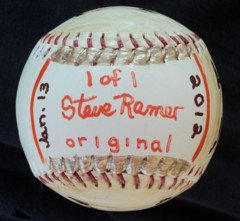 1 of 1
Jan. 13
Steve Ramer
2012
original